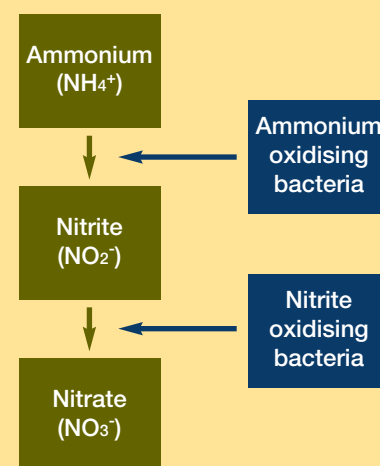 Ammonium
(NH₄⁺)
Ammonium
oxidising
bacteria
Nitrite
(NO₂⁻)
Nitrite
oxidising
bacteria
Nitrate
(NO₃⁻)